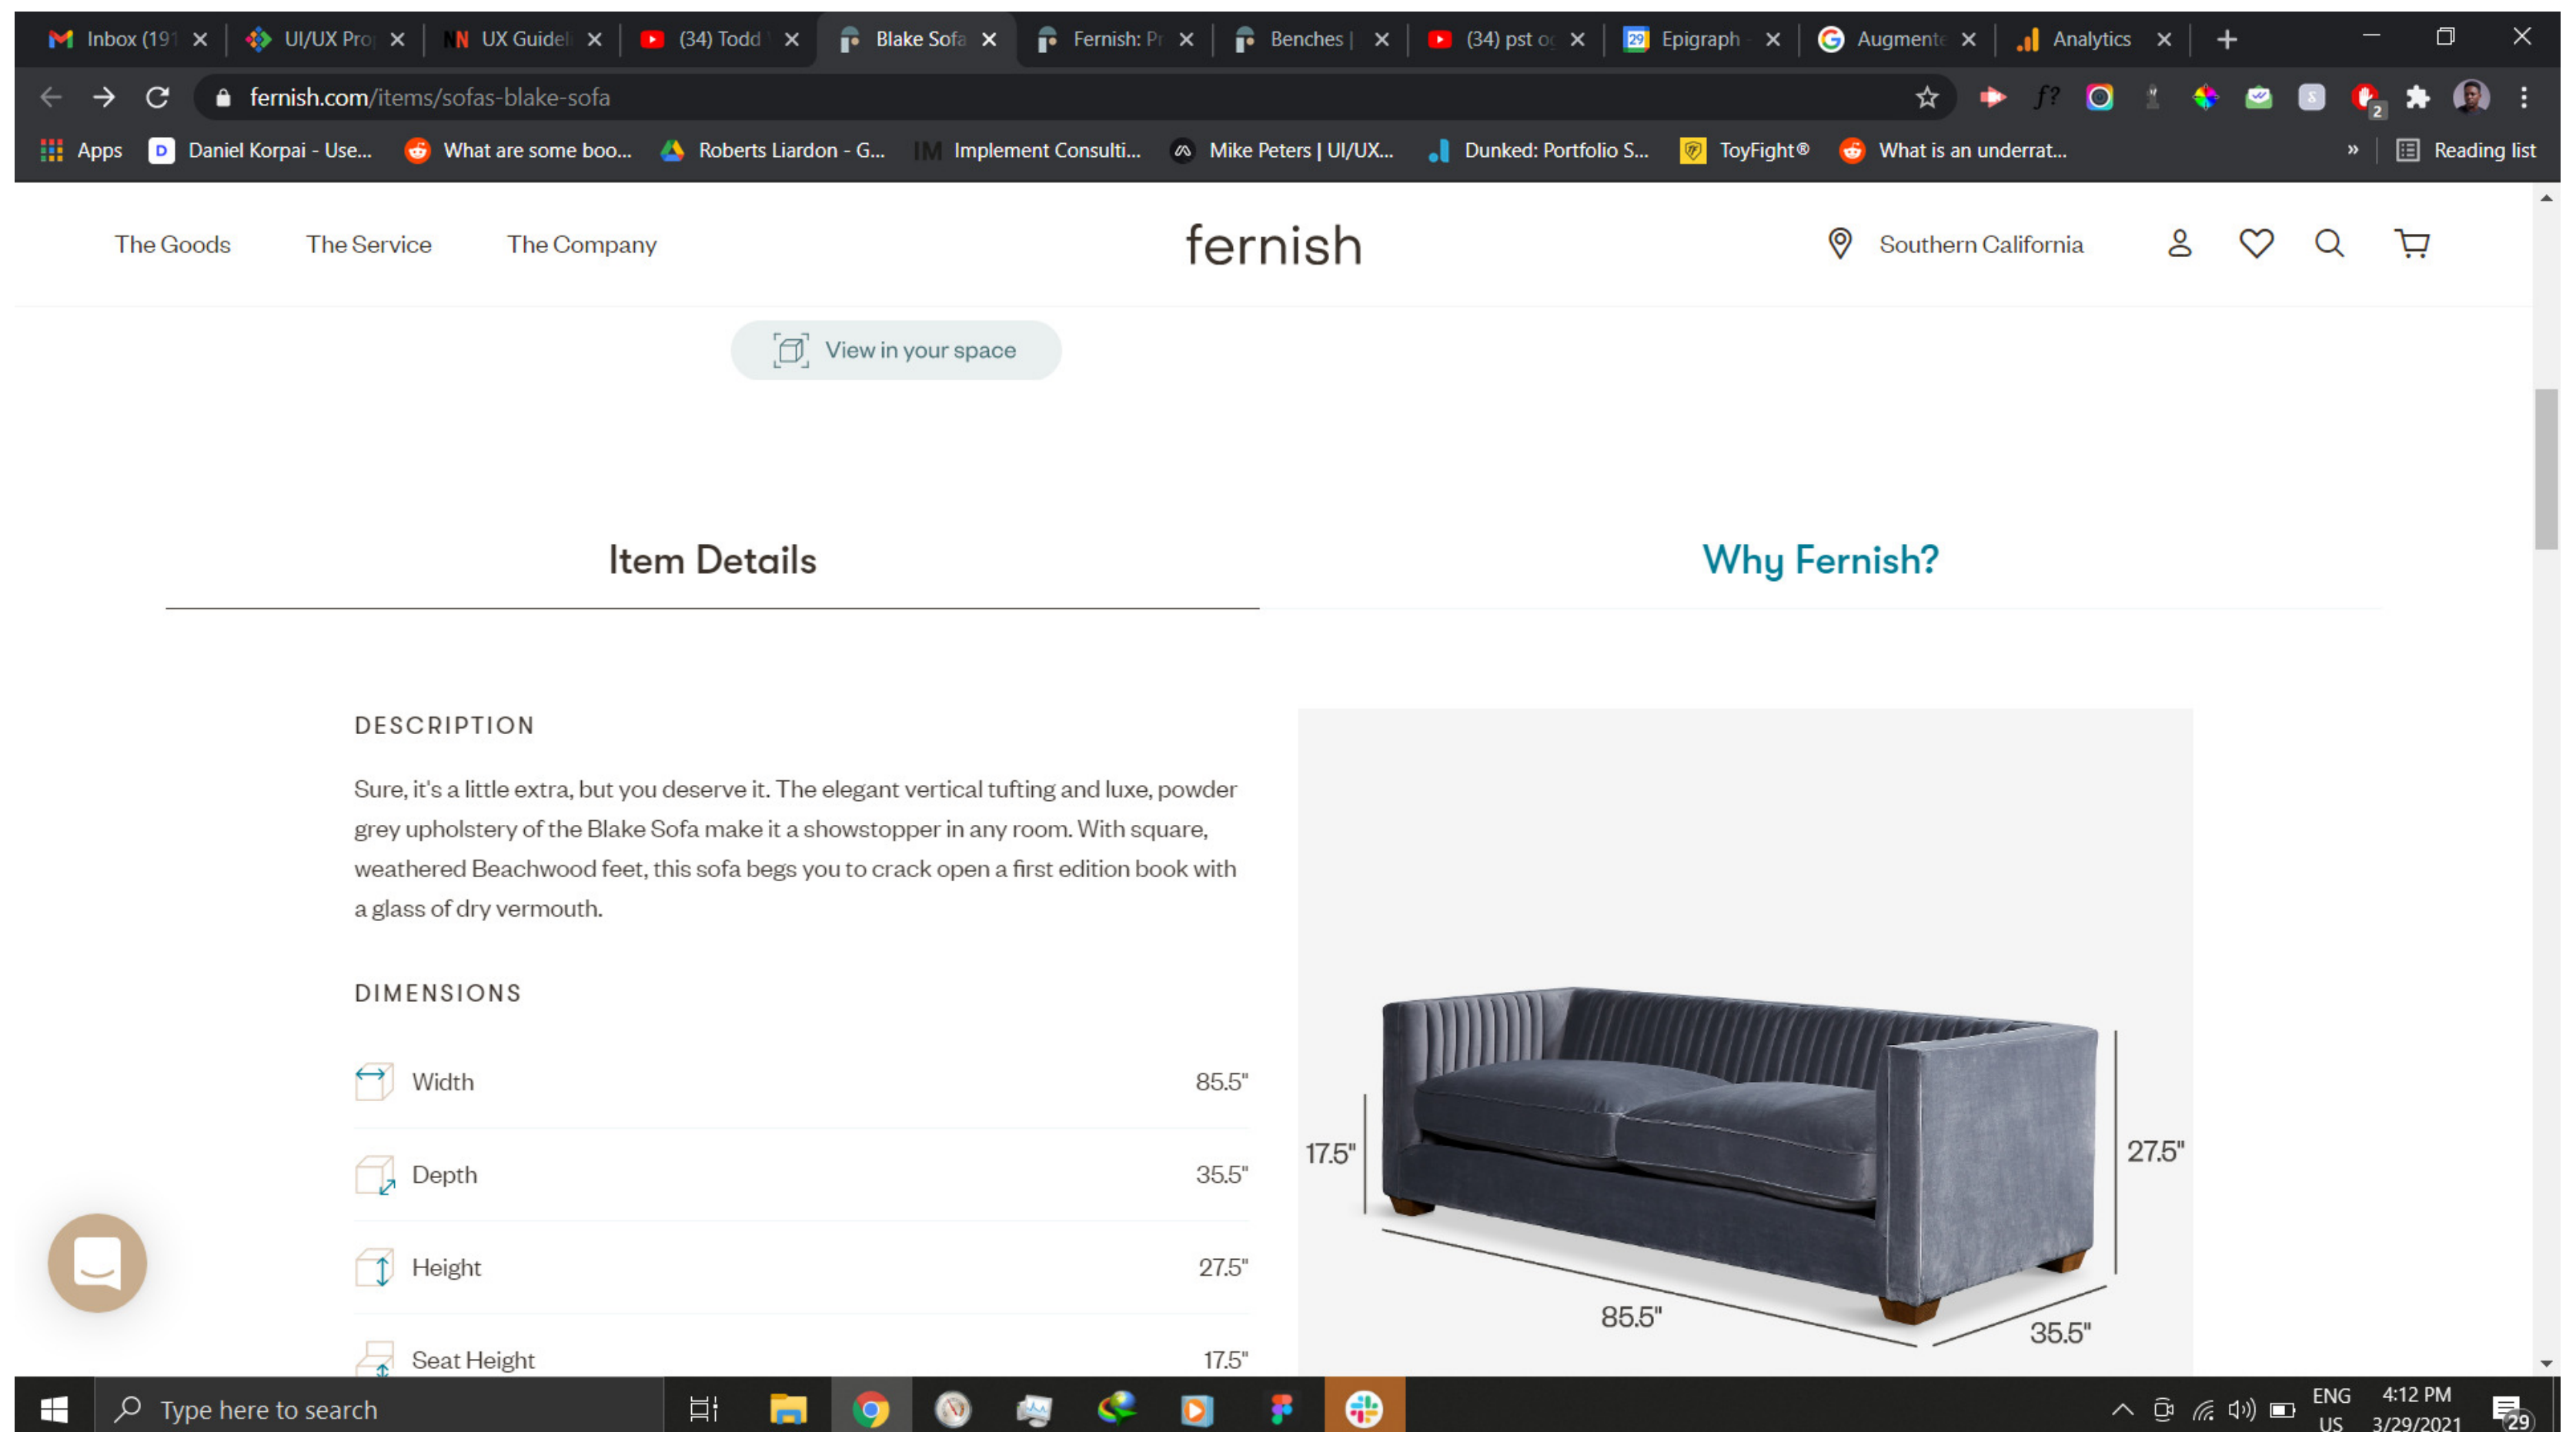 Inbox (191
UI/UX Pro
UX Guidel
(34) Todd
Blake Sofa
Fernish: Pr
Benches |
(34) pst og
Epigraph -
Augmente
Analytics
fernish.com/items/sofas-blake-sofa
Apps
Daniel Korpai - Use...
What are some boo...
Roberts Liardon - G...
IM Implement Consulti...
Mike Peters | UI/UX...
Dunked: Portfolio S...
ToyFight®
What is an underrat...
»
Reading list
The Goods
The Service
The Company
fernish
Southern California
View in your space
Item Details
Why Fernish?
DESCRIPTION
Sure, it's a little extra, but you deserve it. The elegant vertical tufting and luxe, powder
grey upholstery of the Blake Sofa make it a showstopper in any room. With square,
weathered Beachwood feet, this sofa begs you to crack open a first edition book with
a glass of dry vermouth.
DIMENSIONS
Width 85.5"
Depth 35.5"
Height 27.5"
Seat Height 17.5"
17.5"
27.5"
85.5"
35.5"
Type here to search
ENG
US
4:12 PM
3/29/2021
29